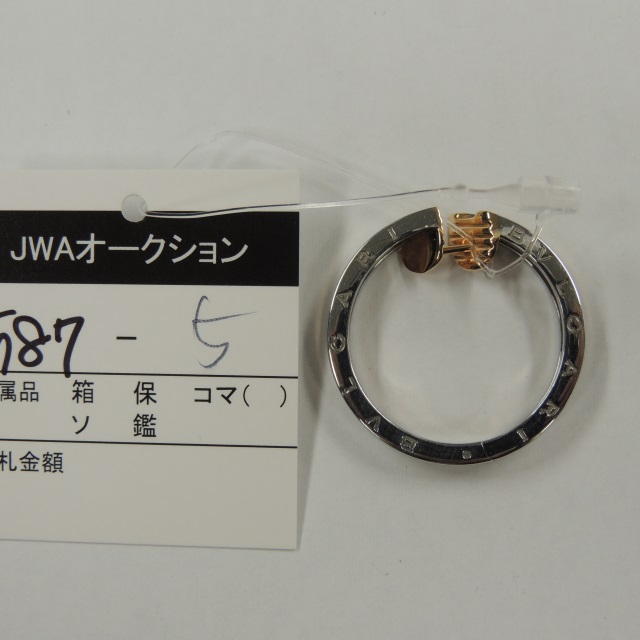 JWAオークション
587 - 5
属品 箱 保 コマ( )
ソ 鑑
札金額
BVLGARI